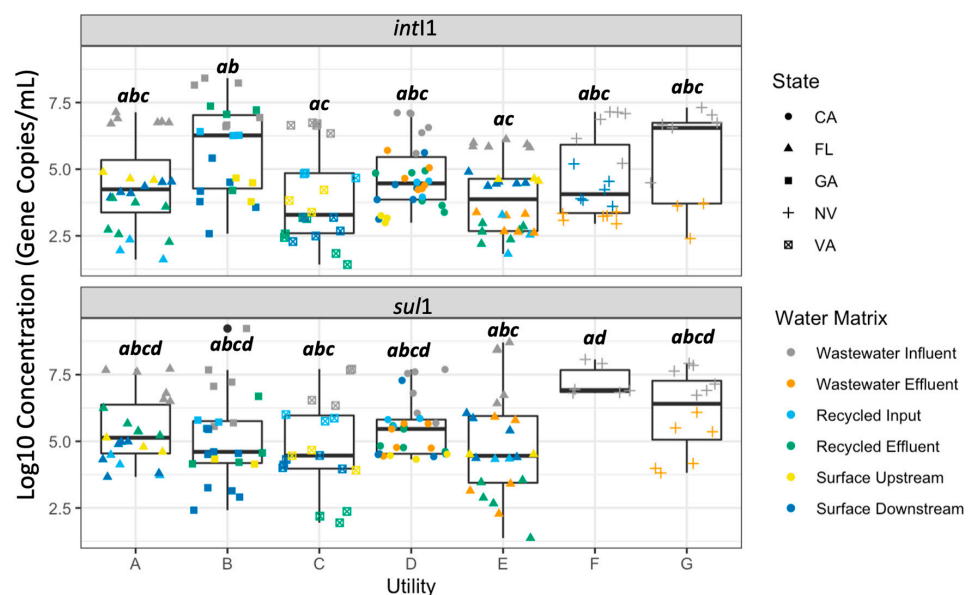 intI1
Log10 Concentration (Gene Copies/mL)
7.5
5.0
2.5
abc
ab
ac
abc
ac
abc
abc
sul1
7.5
5.0
2.5
abcd
abcd
abc
abcd
abc
ad
abcd
A B C D E F G
Utility
State
CA
FL
GA
NV
VA
Water Matrix
Wastewater Influent
Wastewater Effluent
Recycled Input
Recycled Effluent
Surface Upstream
Surface Downstream